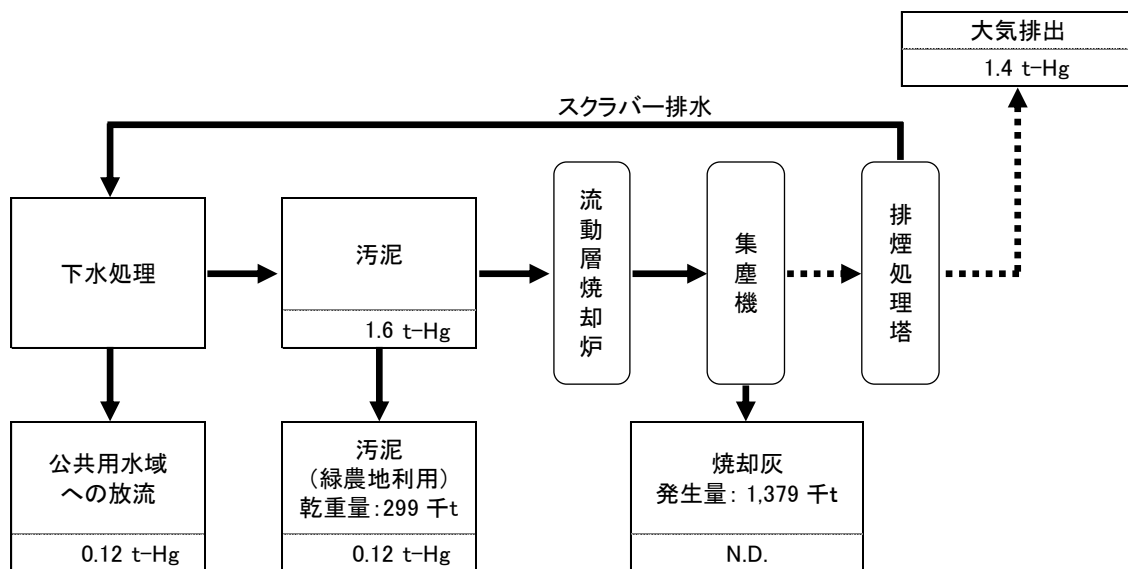 大気排出
1.4 t-Hg
スクラバー排水
下水処理
汚泥
1.6 t-Hg
流動層焼却炉
集塵機
排煙処理塔
公共用水域
への放流
0.12 t-Hg
汚泥
（緑農地利用）
乾重量：299 千t
0.12 t-Hg
焼却灰
発生量： 1,379 千t
N.D.